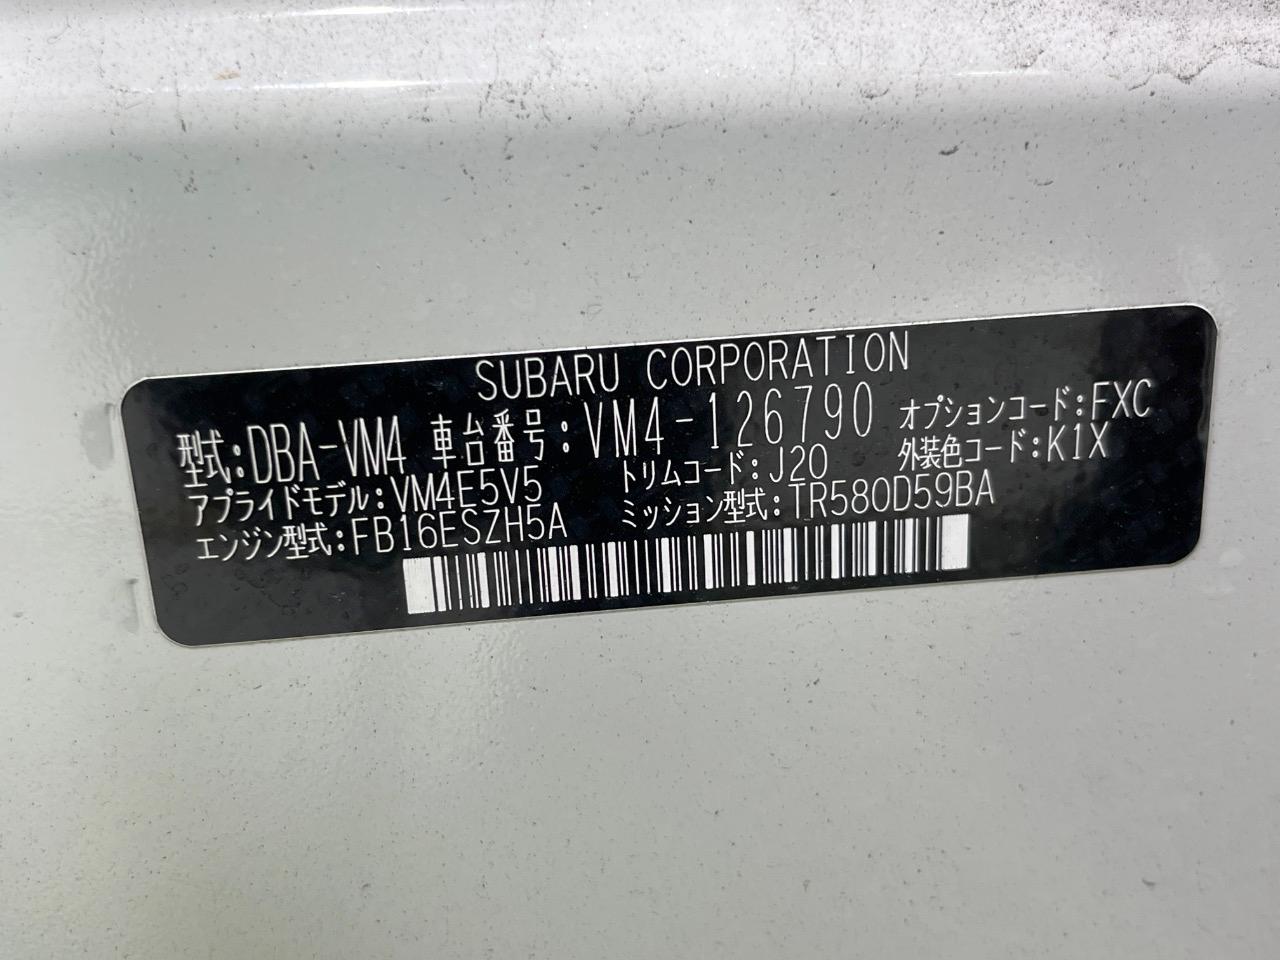 SUBARU CORPORATION
型式:DBA-VM4 車台番号:VM4-126790 オプションコード:FXC
アプライドモデル:VM4E5V5 トリムコード:J20 外装色コード:K1X
エンジン型式:FB16ESZH5A ミッション型式:TR580D59BA